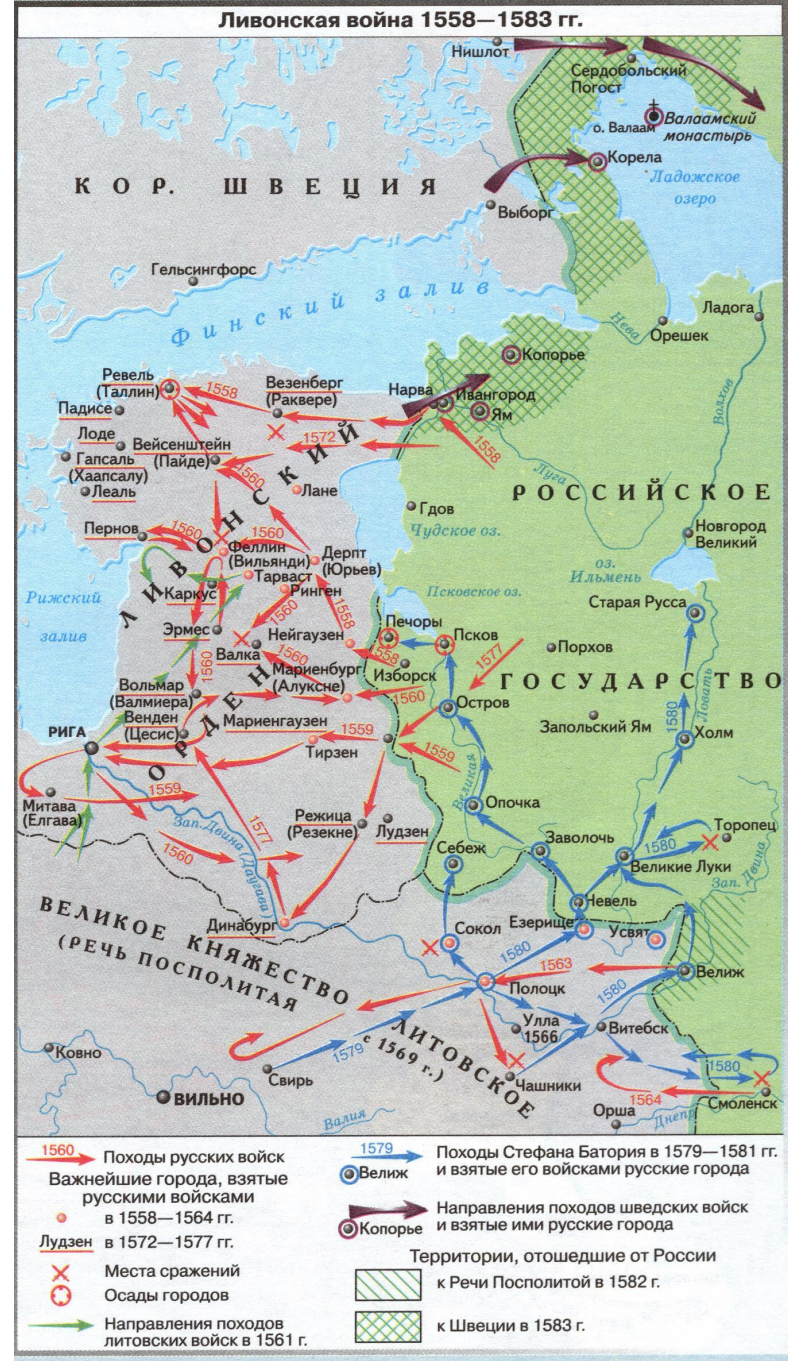 Ливонская война 1558—1583 гг.
Нишлот
Сердобольский
Погост
о. Валаам
Валаамский
монастырь
Корела
Ладожское
озеро
КОР. ШВЕЦИЯ
Выборг
Гельсингфорс
Финский залив
Нева
Ладога
Орешек
Копорье
Волхов
Ревель
(Таллин)
1558
Везенберг
(Раквере)
Нарва
Ивангород
Ям
Падисе
Лоде
1572
1558
Вейсенштейн
(Пайде)
Гапсаль
(Хаапсалу)
1560
Луга
Леаль
Лане
РОССИЙСКОЕ
Гдов
Чудское оз.
Новгород
Великий
Пернов
1560
1560
Феллин
(Вильянди)
Дерпт
(Юрьев)
оз.
Ильмень
ЛИВОНСКИЙ
Тарваст
Каркус
Ринген
Рижский
залив
1560
1558
Псковское оз.
Старая Русса
Эрмес
Нейгаузен
Печоры
Псков
Валка
1558
1577
Порхов
1560
1560
Изборск
Мариенбург
(Алуксне)
ГОСУДАРСТВО
Вольмар
(Валмиера)
1560
Остров
Ловать
Венден
(Цесис)
Мариенгаузен
Запольский Ям
1580
Холм
РИГА
ОРДЕН
1559
Тирзен
1559
Великая
Митава
(Елгава)
1559
Зап. Двина (Даугава)
1577
Режица
(Резекне)
Лудзен
Опочка
Торопец
1560
Себеж
Заволочь
1580
Великие Луки
Зап. Двина
Невель
Динабург
ВЕЛИКОЕ КНЯЖЕСТВО
(РЕЧЬ ПОСПОЛИТАЯ
Сокол
Езерище
Усвят
1580
1563
Полоцк
Велиж
1580
ЛИТОВСКОЕ
с 1569 г.)
Улла
1566
Витебск
1579
Ковно
Свирь
Чашники
1580
ВИЛЬНО
1564
Смоленск
Валия
Орша
Днепр
1560
Походы русских войск
Важнейшие города, взятые
русскими войсками
в 1558—1564 гг.
Лудзен
в 1572—1577 гг.
Места сражений
Осады городов
Направления походов
литовских войск в 1561 г.
1579
Велиж
Походы Стефана Батория в 1579—1581 гг.
и взятые его войсками русские города
Копорье
Направления походов шведских войск
и взятые ими русские города
Территории, отошедшие от России
к Речи Посполитой в 1582 г.
к Швеции в 1583 г.